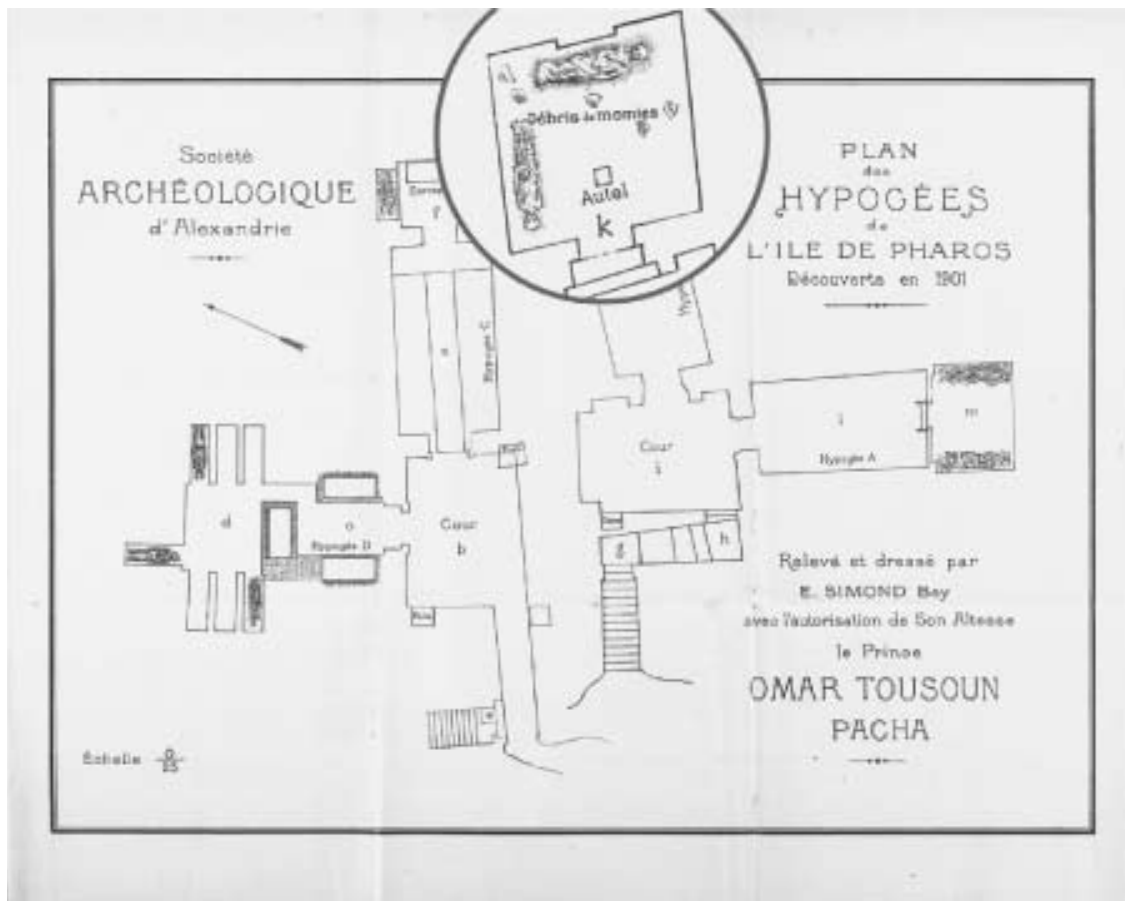 Société
ARCHÉOLOGIQUE
d'Alexandrie
PLAN
des
HYPOGÉES
de
L'ILE DE PHAROS
Découverts en 1901
Débris de momies
Autel
k
f
Hypogée C
m
Hypogée A
Cour
d
Hypogée D
Cour
b
g
h
Relevé et dressé par
E. SIMOND Bey
avec l'autorisation de Son Altesse
le Prince
OMAR TOUSOUN
PACHA
Échelle